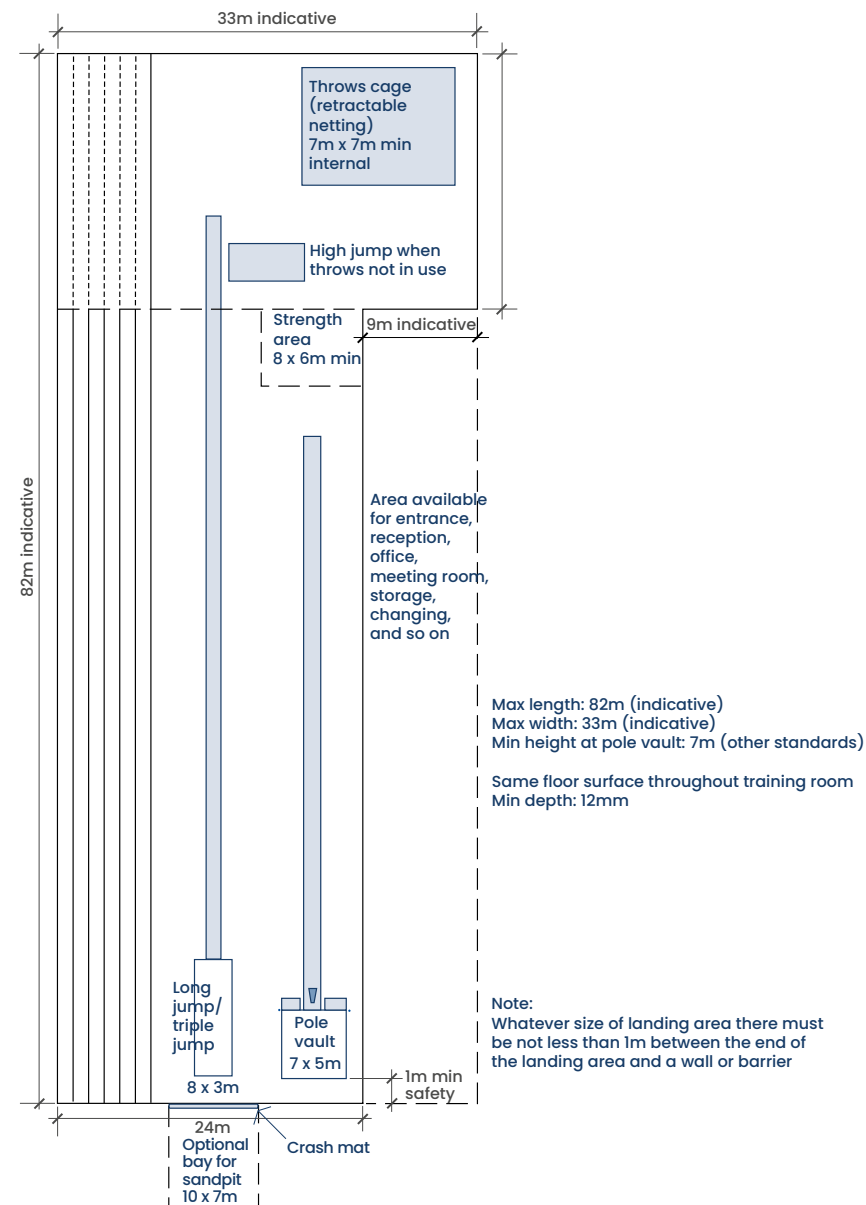 33m indicative
Throws cage
(retractable
netting)
7m x 7m min
internal
High jump when
throws not in use
Strength
area
8 x 6m min
9m indicative
82m indicative
Area available
for entrance,
reception,
office,
meeting room,
storage,
changing,
and so on
Max length: 82m (indicative)
Max width: 33m (indicative)
Min height at pole vault: 7m (other standards)
Same floor surface throughout training room
Min depth: 12mm
Long
jump/
triple
jump
8 x 3m
Pole
vault
7 x 5m
Note:
Whatever size of landing area there must
be not less than 1m between the end of
the landing area and a wall or barrier
1m min
safety
24m
Optional
bay for
sandpit
10 x 7m
Crash mat